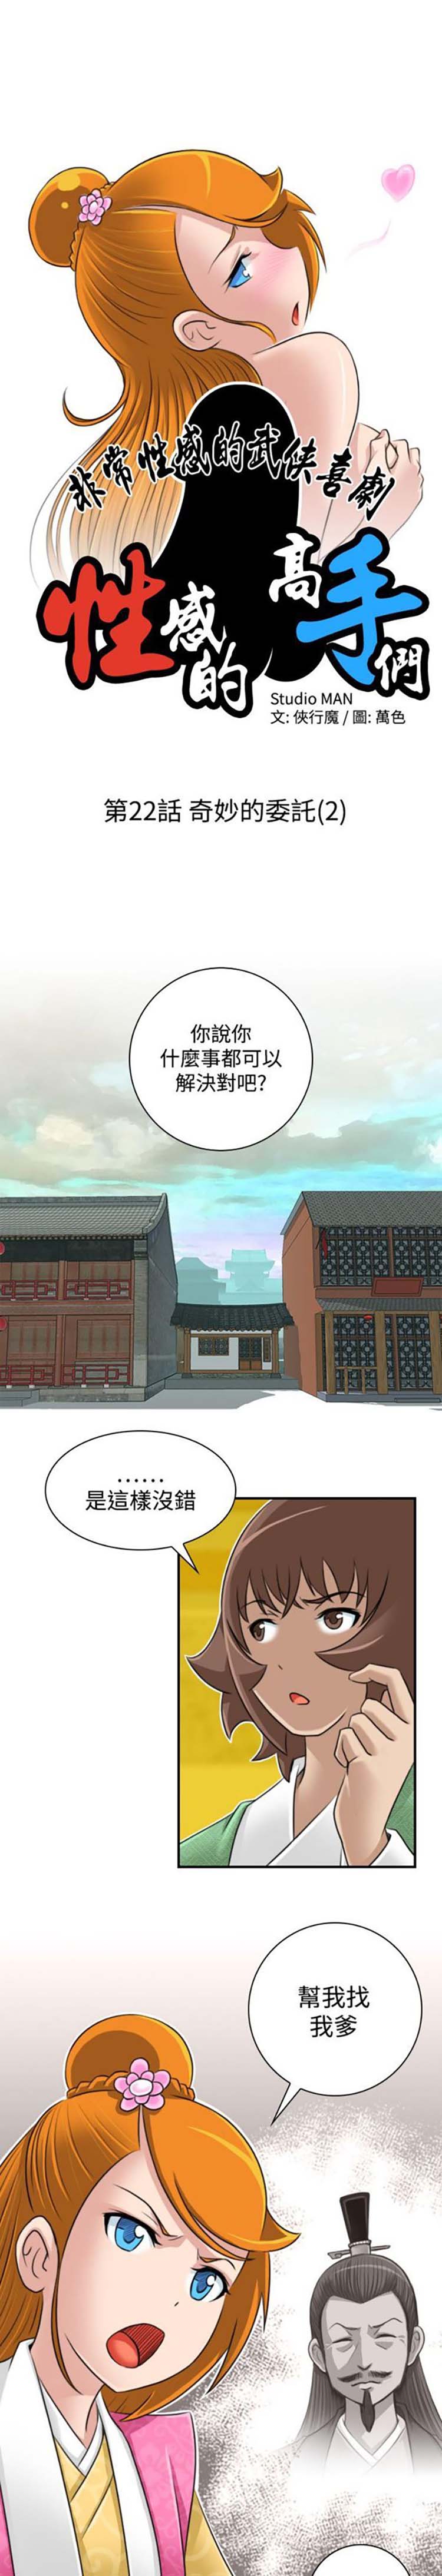 非常性感的武俠喜劇
性感的
高手們
Studio MAN
文: 俠行魔 / 圖: 萬色
第22話 奇妙的委託(2)
你說你
什麼事都可以
解決對吧?
……
是這樣沒錯
幫我找
我爹